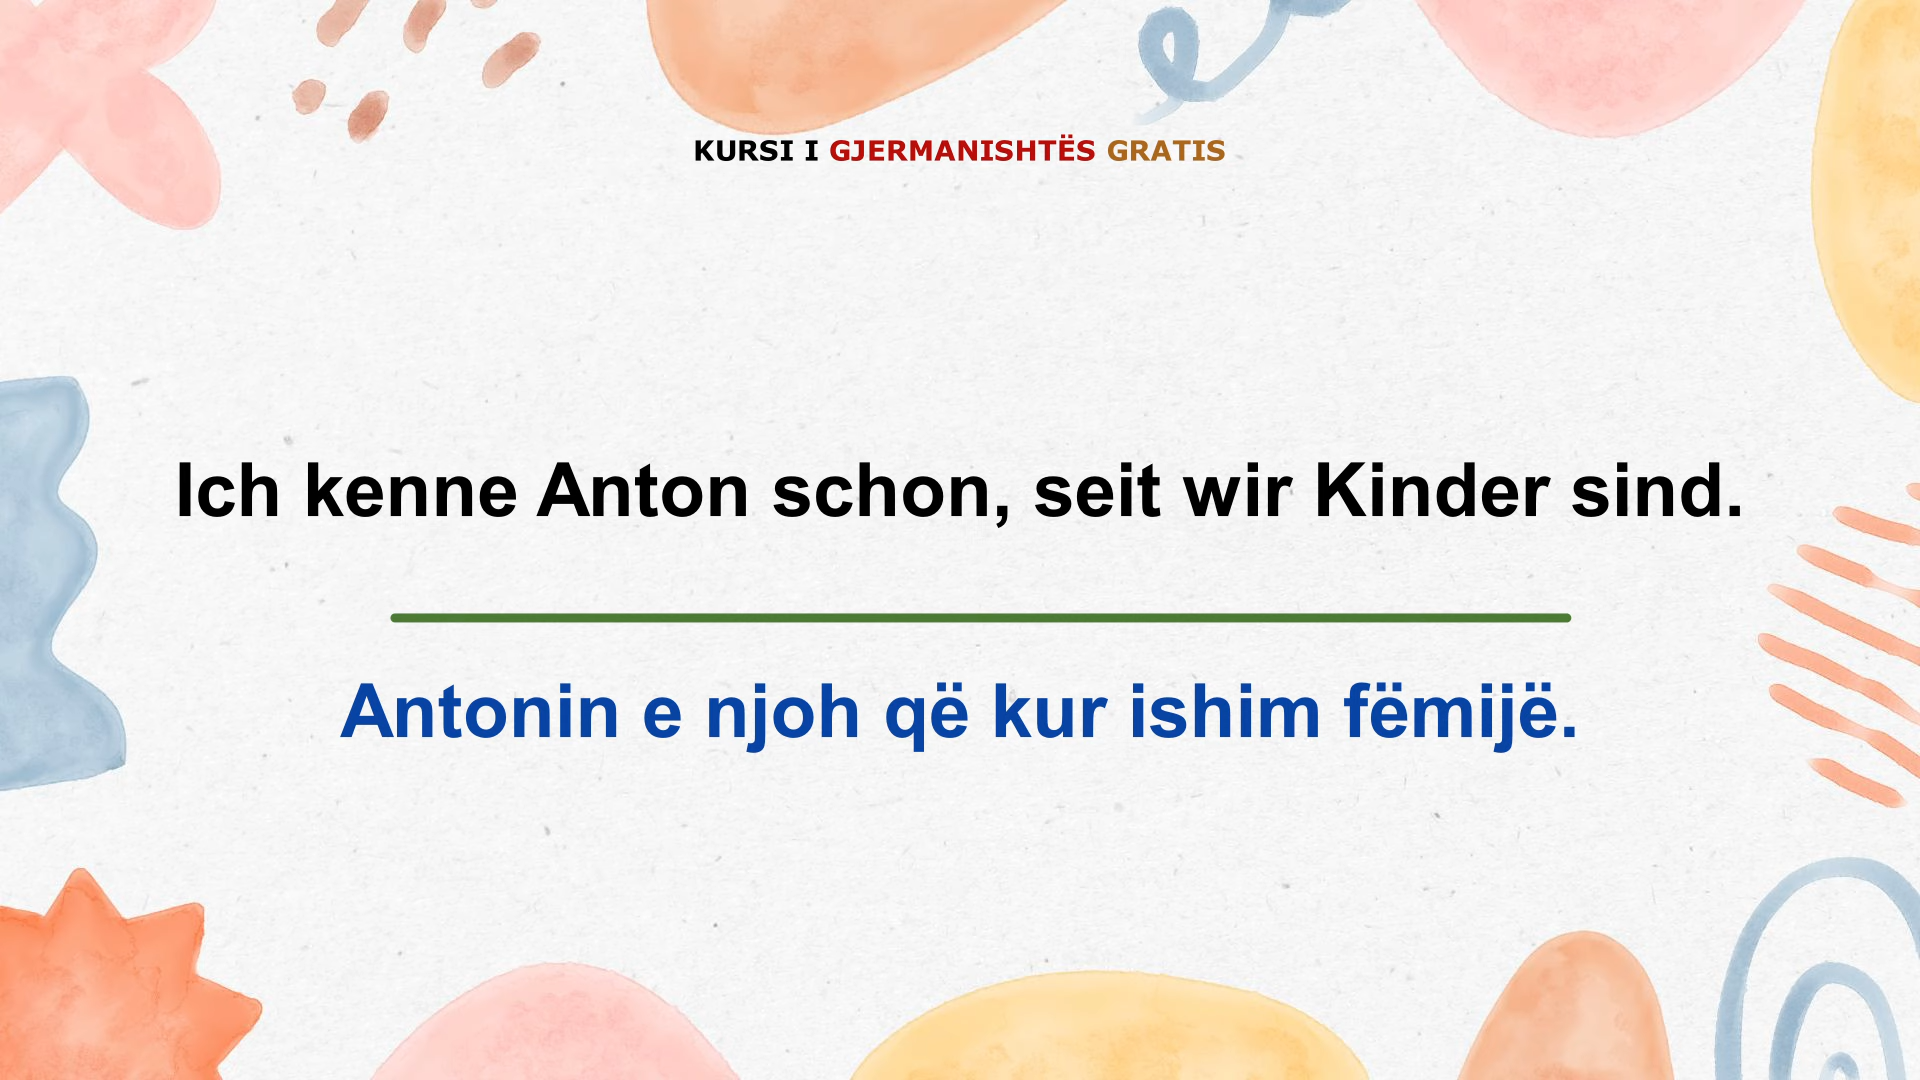 KURSI I GJERMANISHTËS GRATIS
Ich kenne Anton schon, seit wir Kinder sind.
Antonin e njoh që kur ishim fëmijë.